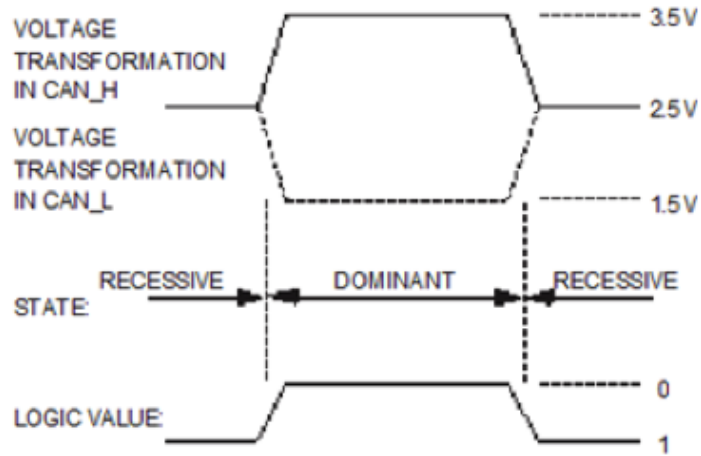 VOLTAGE
TRANSFORMATION
IN CAN_H
3.5V
2.5V
VOLTAGE
TRANSFORMATION
IN CAN_L
1.5V
RECESSIVE DOMINANT RECESSIVE
STATE:
0
LOGIC VALUE:
1